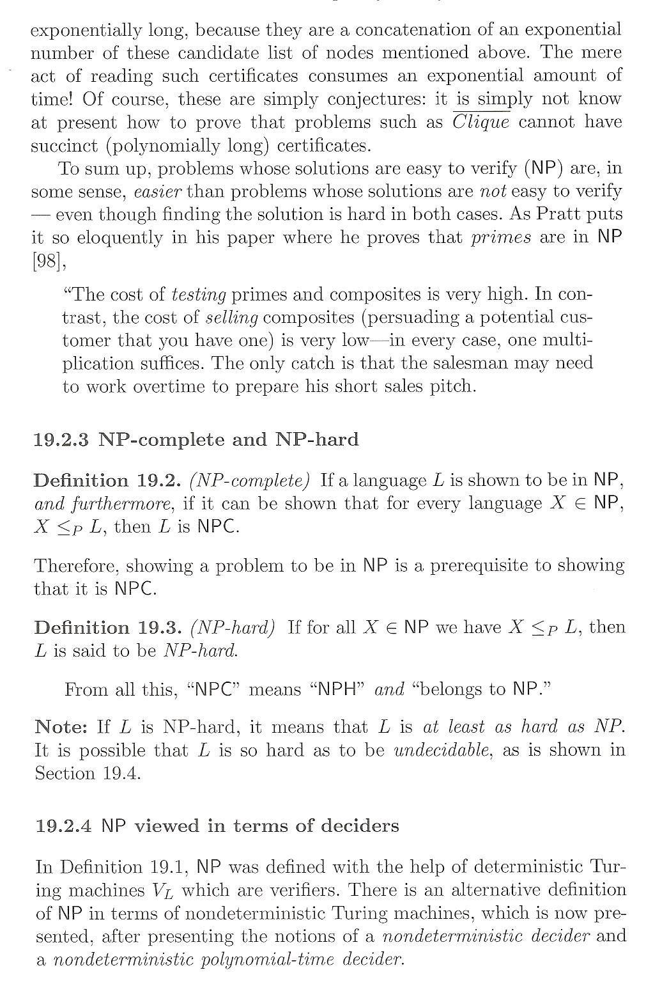 exponentially long, because they are a concatenation of an exponential
number of these candidate list of nodes mentioned above. The mere
act of reading such certificates consumes an exponential amount of
time! Of course, these are simply conjectures: it is simply not know
at present how to prove that problems such as C̅l̅i̅q̅u̅e̅ cannot have
succinct (polynomially long) certificates.
To sum up, problems whose solutions are easy to verify (NP) are, in
some sense, easier than problems whose solutions are not easy to verify
— even though finding the solution is hard in both cases. As Pratt puts
it so eloquently in his paper where he proves that primes are in NP
[98],
“The cost of testing primes and composites is very high. In con-
trast, the cost of selling composites (persuading a potential cus-
tomer that you have one) is very low—in every case, one multi-
plication suffices. The only catch is that the salesman may need
to work overtime to prepare his short sales pitch.
19.2.3 NP-complete and NP-hard
Definition 19.2. (NP-complete) If a language L is shown to be in NP,
and furthermore, if it can be shown that for every language X ∈ NP,
X ≤P L, then L is NPC.
Therefore, showing a problem to be in NP is a prerequisite to showing
that it is NPC.
Definition 19.3. (NP-hard) If for all X ∈ NP we have X ≤P L, then
L is said to be NP-hard.
From all this, “NPC” means “NPH” and “belongs to NP.”
Note: If L is NP-hard, it means that L is at least as hard as NP.
It is possible that L is so hard as to be undecidable, as is shown in
Section 19.4.
19.2.4 NP viewed in terms of deciders
In Definition 19.1, NP was defined with the help of deterministic Tur-
ing machines VL which are verifiers. There is an alternative definition
of NP in terms of nondeterministic Turing machines, which is now pre-
sented, after presenting the notions of a nondeterministic decider and
a nondeterministic polynomial-time decider.